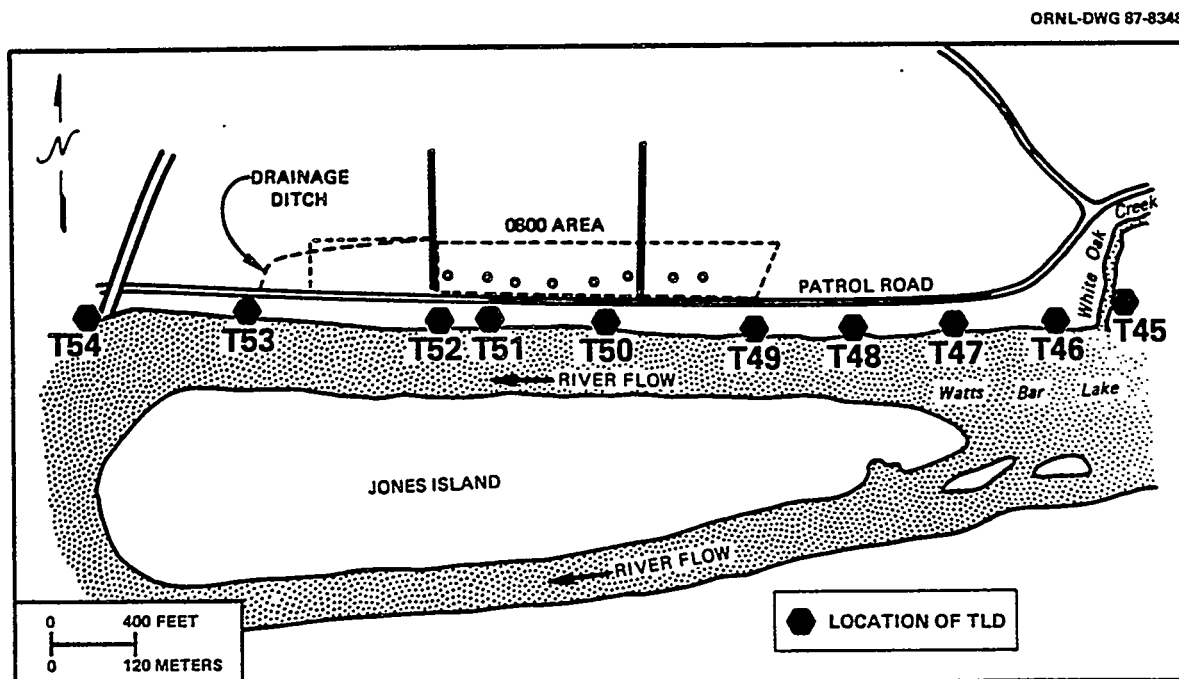 ORNL-DWG 87-8348
N
DRAINAGE
DITCH
0800 AREA
PATROL ROAD
White Oak
Creek
T54
T53
T52
T51
T50
T49
T48
T47
T46
T45
RIVER FLOW
Watts Bar Lake
JONES ISLAND
RIVER FLOW
0 400 FEET
0 120 METERS
LOCATION OF TLD